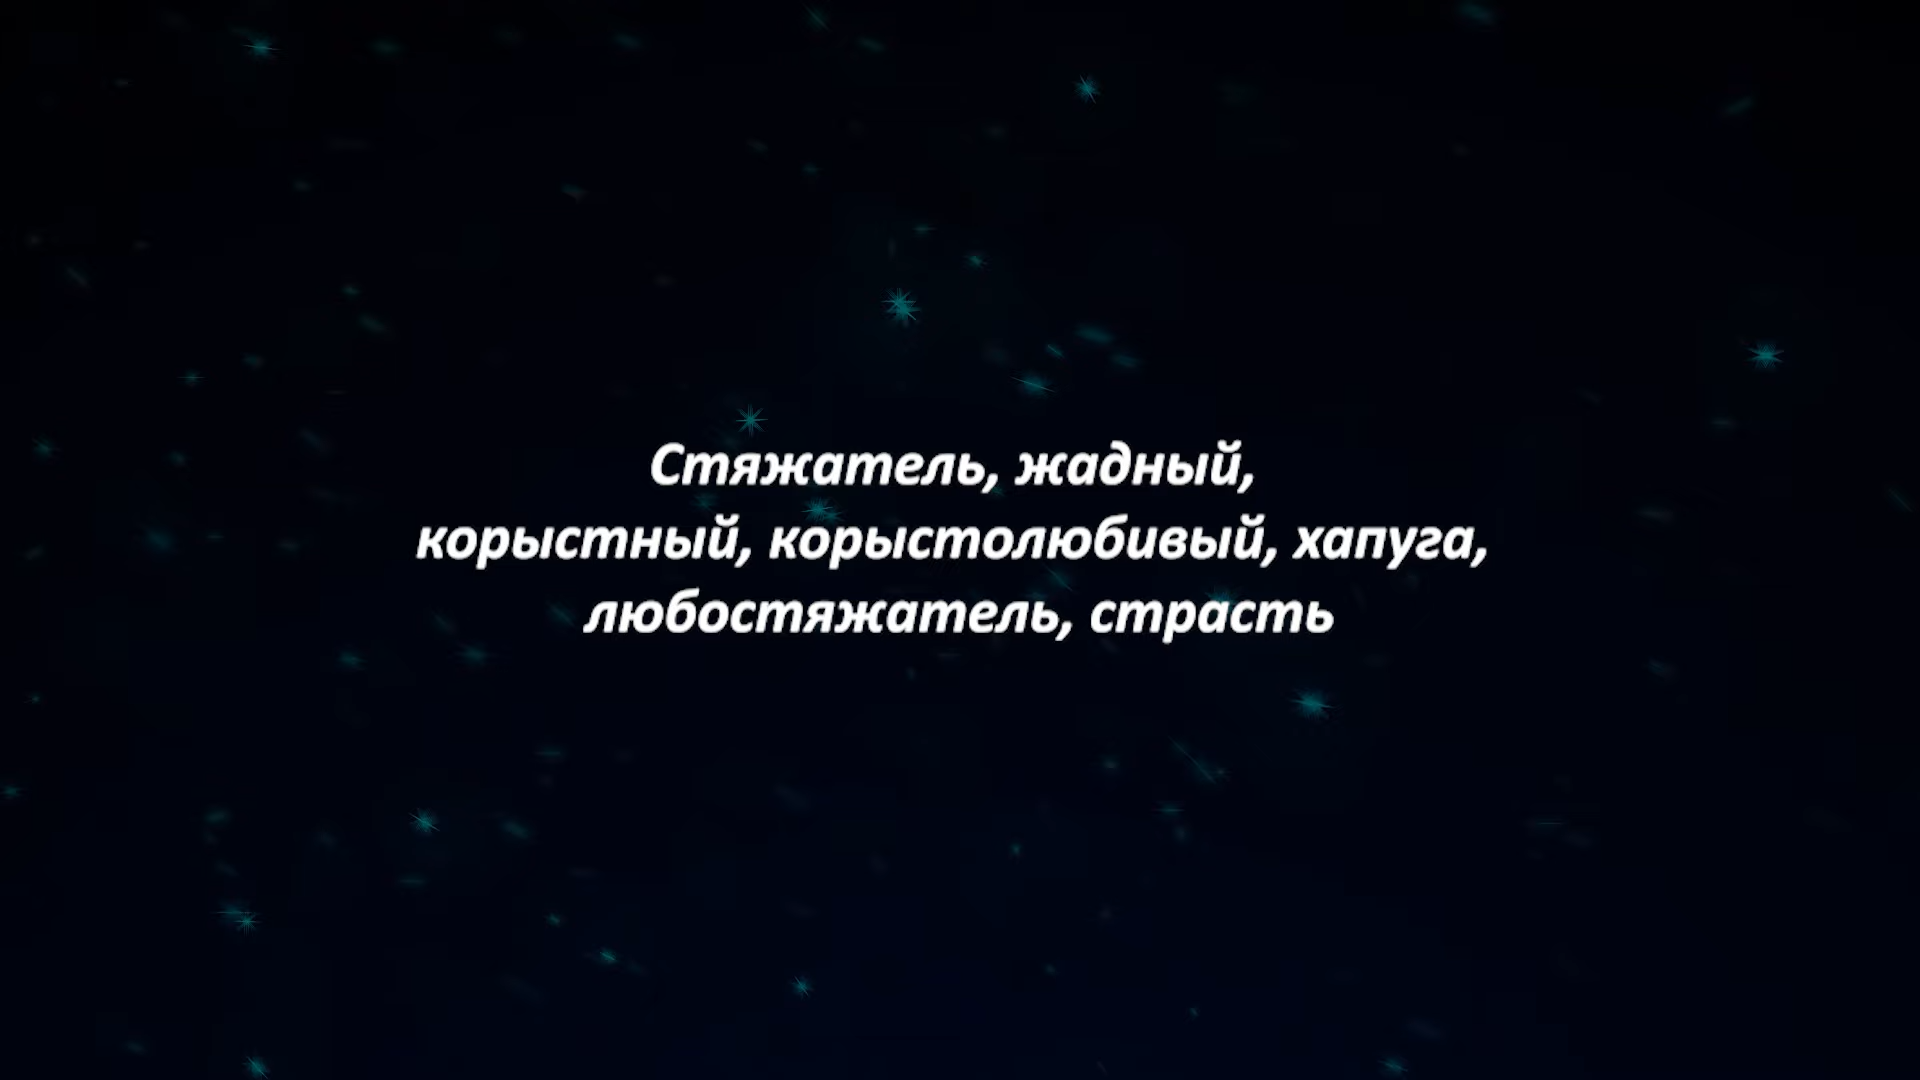 Стяжатель, жадный,
корыстный, корыстолюбивый, хапуга,
любостяжатель, страсть